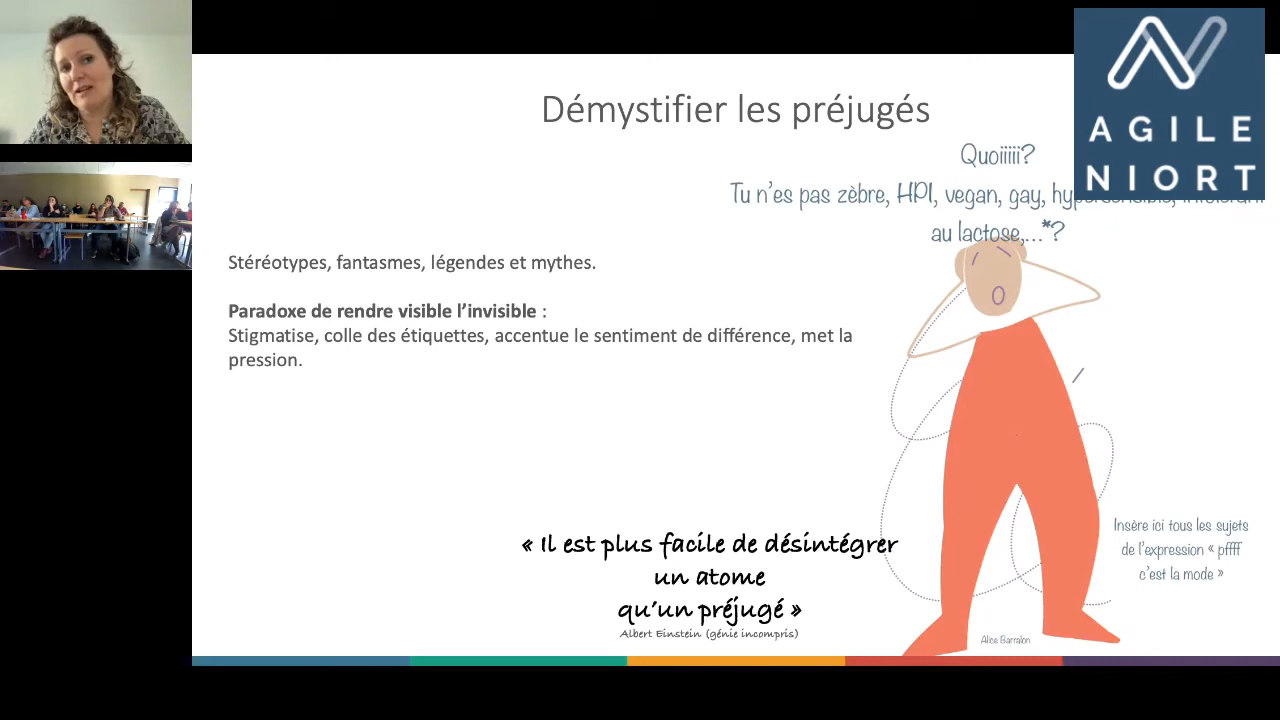 Démystifier les préjugés
AGILE
NIORT
Quoiiiii?
Tu n'es pas zèbre, HPI, vegan, gay,
au lactose,...*?
Stéréotypes, fantasmes, légendes et mythes.
Paradoxe de rendre visible l'invisible :
Stigmatise, colle des étiquettes, accentue le sentiment de différence, met la
pression.
« Il est plus facile de désintégrer
un atome
qu'un préjugé »
Albert Einstein (génie incompris)
Insère ici tous les sujets
de l'expression « pffff
c'est la mode »
Alice Barralon